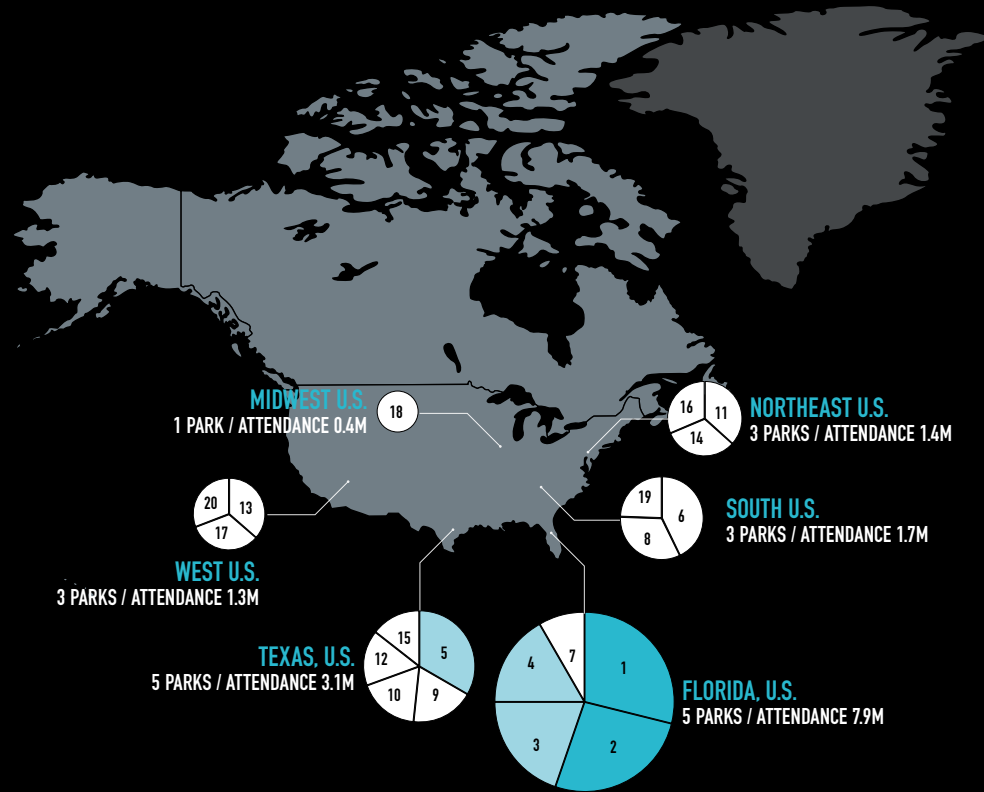 MIDWEST U.S.
1 PARK / ATTENDANCE 0.4M
18
16
11
14
NORTHEAST U.S.
3 PARKS / ATTENDANCE 1.4M
20
13
17
WEST U.S.
3 PARKS / ATTENDANCE 1.3M
19
6
8
SOUTH U.S.
3 PARKS / ATTENDANCE 1.7M
TEXAS, U.S.
5 PARKS / ATTENDANCE 3.1M
15
5
12
10
9
4
7
1
3
2
FLORIDA, U.S.
5 PARKS / ATTENDANCE 7.9M